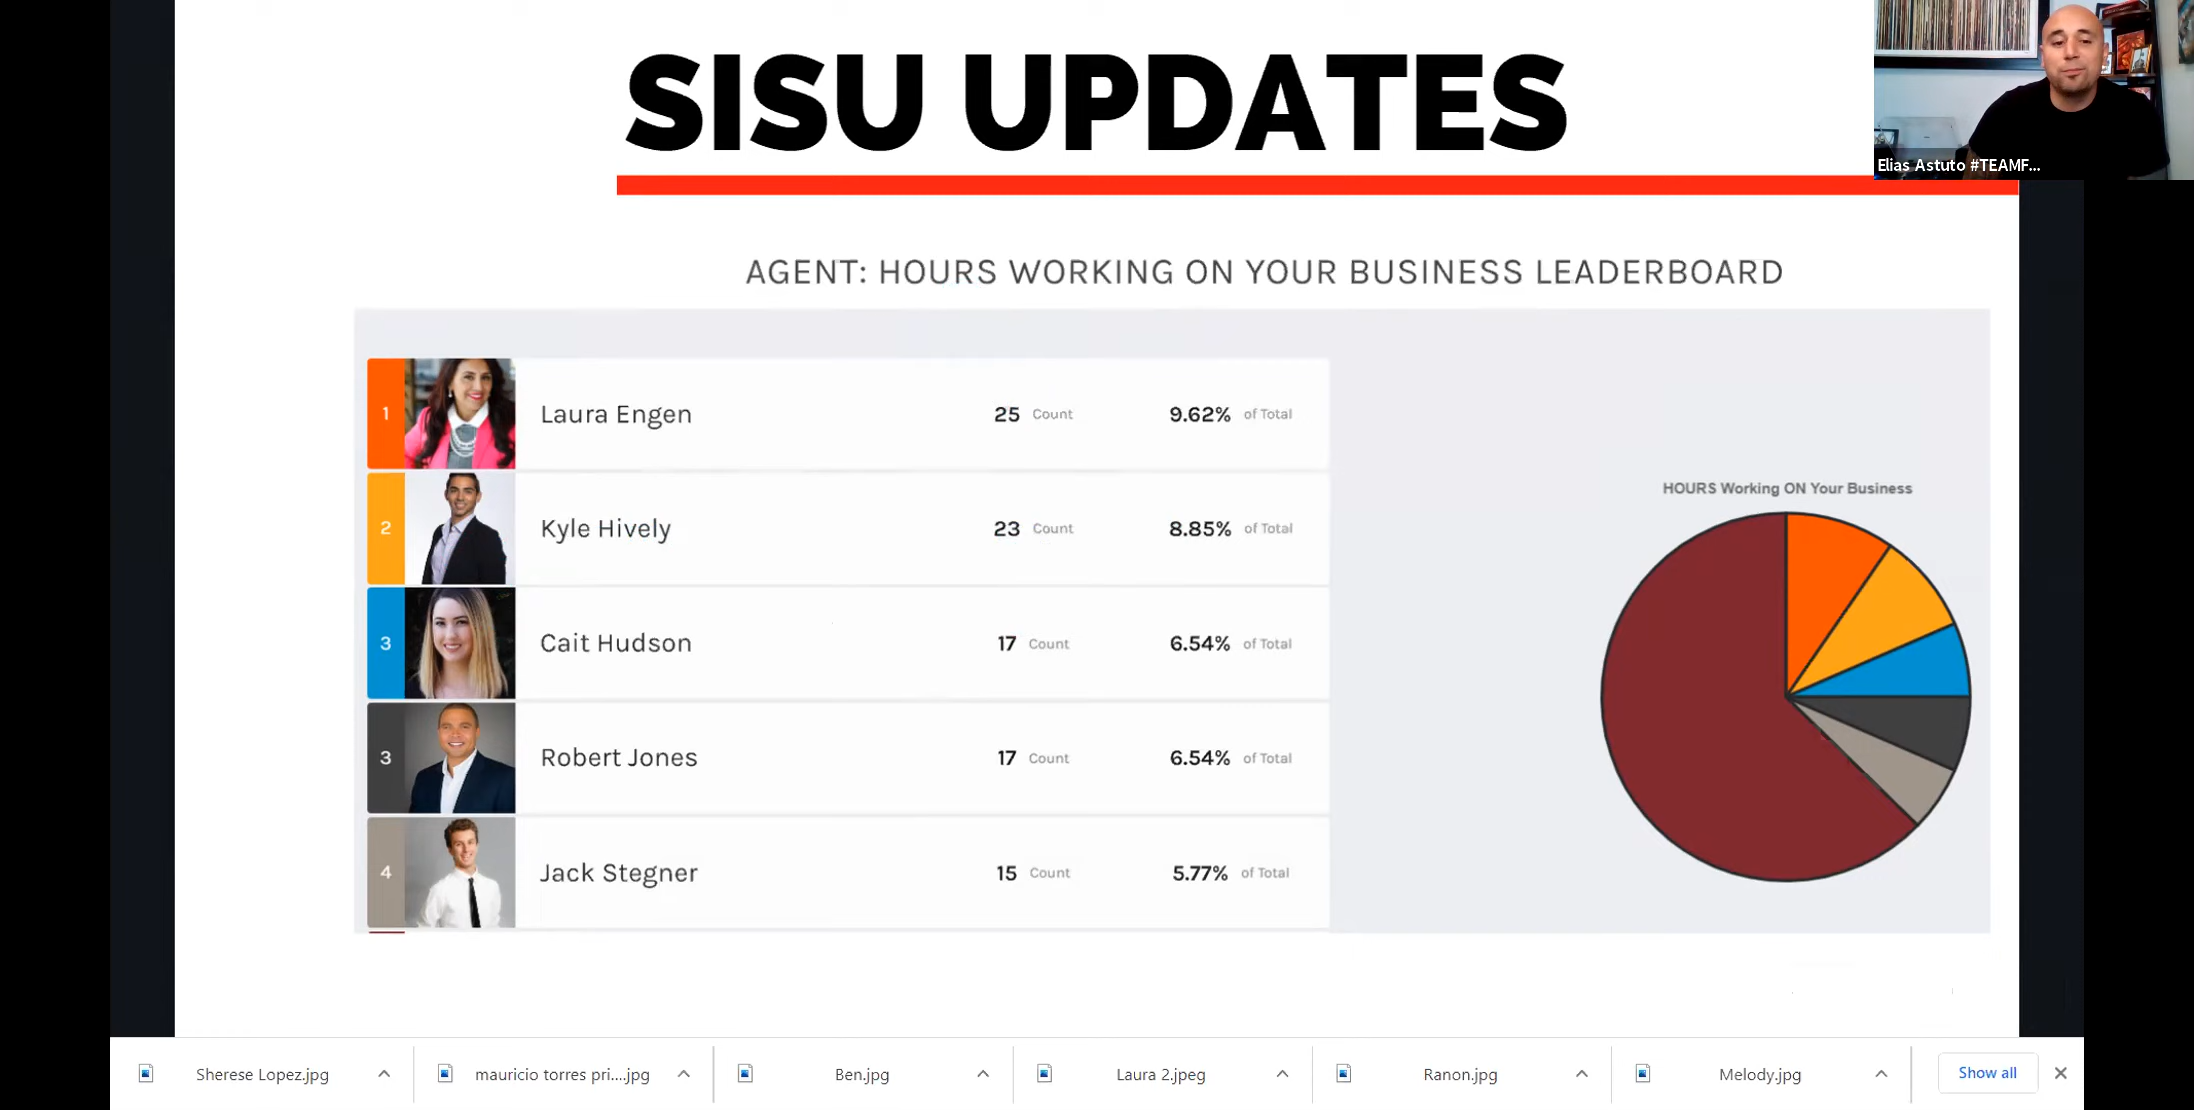 SISU UPDATES
Elias Astuto #TEAMF...
AGENT: HOURS WORKING ON YOUR BUSINESS LEADERBOARD
1 Laura Engen 25 Count 9.62% of Total
2 Kyle Hively 23 Count 8.85% of Total
3 Cait Hudson 17 Count 6.54% of Total
3 Robert Jones 17 Count 6.54% of Total
4 Jack Stegner 15 Count 5.77% of Total
HOURS Working ON Your Business
Sherese Lopez.jpg mauricio torres pri....jpg Ben.jpg Laura 2.jpeg Ranon.jpg Melody.jpg Show all